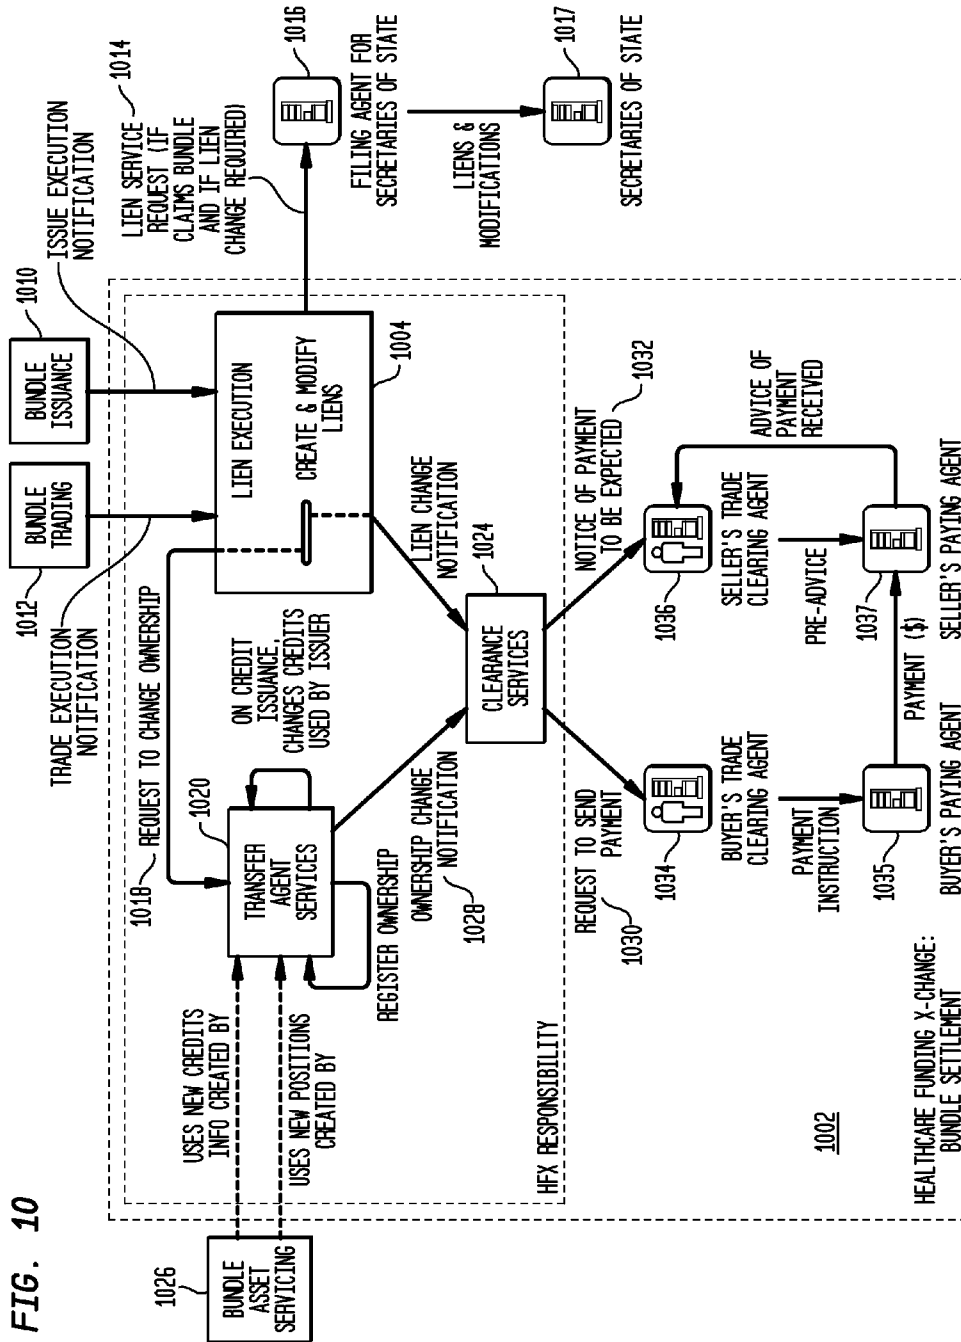 FIG. 10
1012
BUNDLE
TRADING
1010
BUNDLE
ISSUANCE
TRADE EXECUTION
NOTIFICATION
ISSUE EXECUTION
NOTIFICATION
1014
LIEN SERVICE
REQUEST (IF
CLAIMS BUNDLE
AND IF LIEN
CHANGE REQUIRED)
1016
FILING AGENT FOR
SECRETARIES OF STATE
LIENS &
MODIFICATIONS
1017
SECRETARIES OF STATE
1018
REQUEST TO CHANGE OWNERSHIP
LIEN EXECUTION
CREATE & MODIFY
LIENS
1004
1026
BUNDLE
ASSET
SERVICING
USES NEW CREDITS
INFO CREATED BY
USES NEW POSITIONS
CREATED BY
1020
TRANSFER
AGENT
SERVICES
ON CREDIT
ISSUANCE,
CHANGES CREDITS
USED BY ISSUER
REGISTER OWNERSHIP
OWNERSHIP CHANGE
NOTIFICATION
1028
LIEN CHANGE
NOTIFICATION
1024
CLEARANCE
SERVICES
HFX RESPONSIBILITY
REQUEST TO SEND
PAYMENT
1030
NOTICE OF PAYMENT
TO BE EXPECTED
1032
1034
BUYER'S TRADE
CLEARING AGENT
1036
SELLER'S TRADE
CLEARING AGENT
ADVICE OF
PAYMENT
RECEIVED
PAYMENT
INSTRUCTION
PRE-ADVICE
1035
BUYER'S PAYING AGENT
PAYMENT ($)
1037
SELLER'S PAYING AGENT
1002
HEALTHCARE FUNDING X-CHANGE:
BUNDLE SETTLEMENT